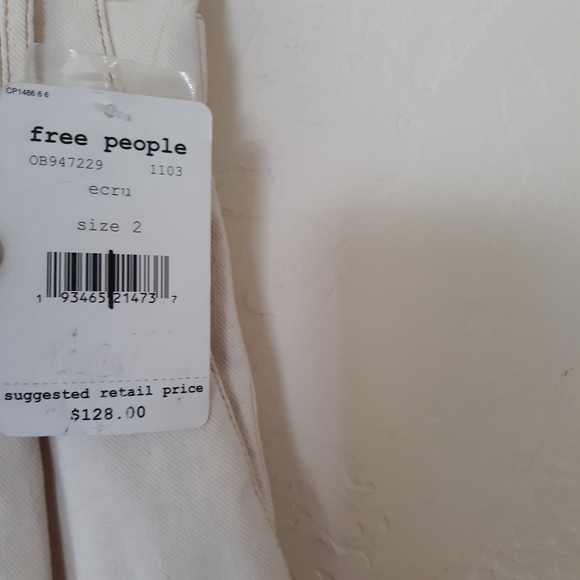 CP1486 6 6
free people
OB947229 1103
ecru
size 2
1 93465 21473 7
suggested retail price
$128.00